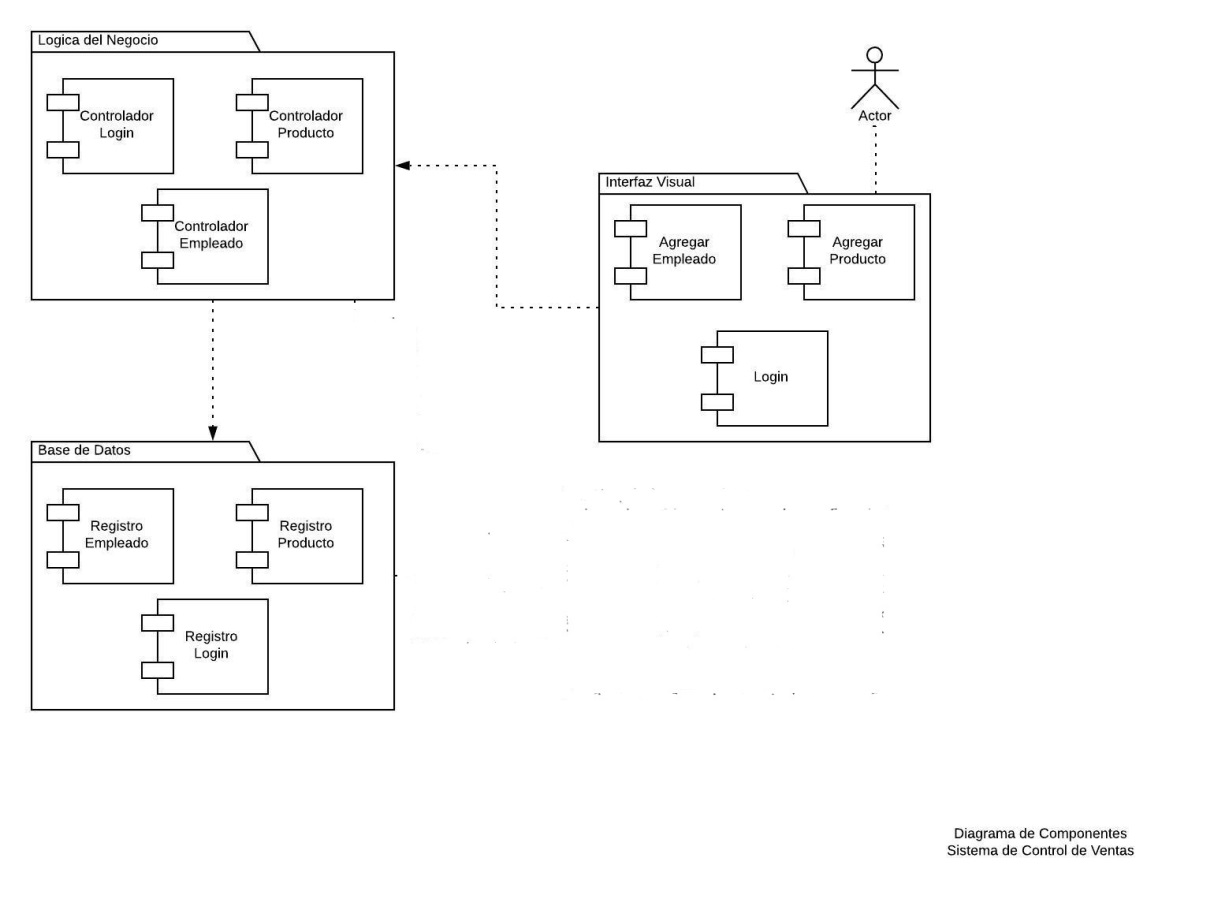 Logica del Negocio
Controlador
Login
Controlador
Producto
Controlador
Empleado
Actor
Interfaz Visual
Agregar
Empleado
Agregar
Producto
Login
Base de Datos
Registro
Empleado
Registro
Producto
Registro
Login
Diagrama de Componentes
Sistema de Control de Ventas